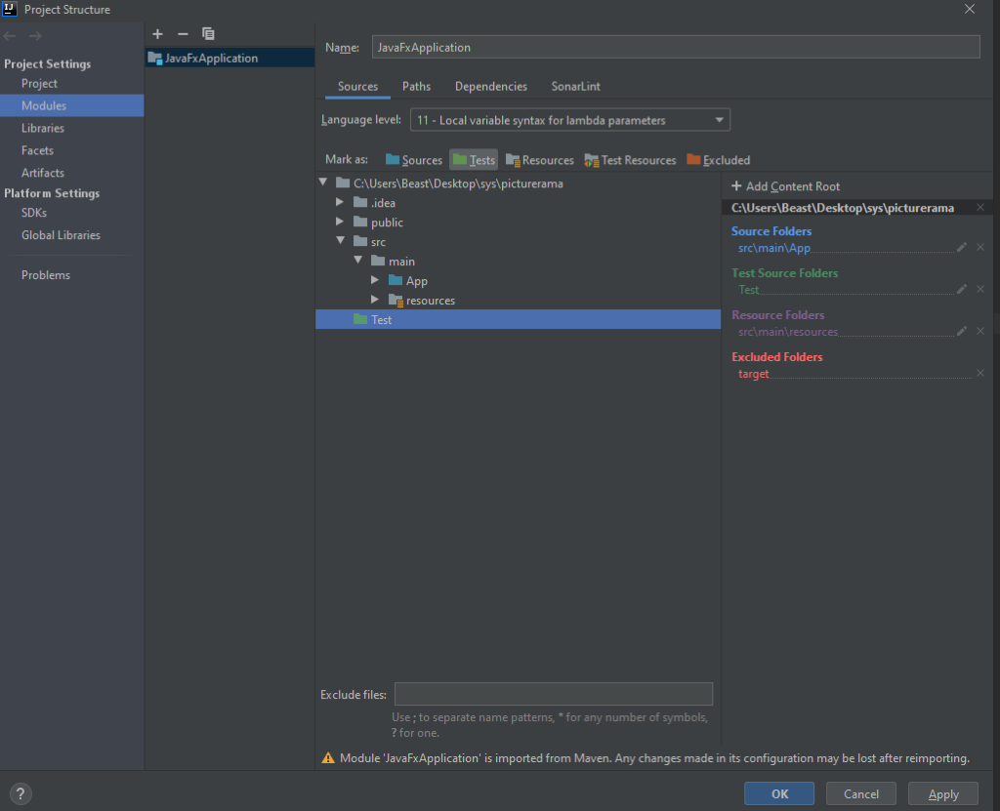 IJ
Project Structure
Project Settings
Project
Modules
Libraries
Facets
Artifacts
Platform Settings
SDKs
Global Libraries
Problems
JavaFxApplication
Name: JavaFxApplication
Sources Paths Dependencies SonarLint
Language level: 11 - Local variable syntax for lambda parameters
Mark as: Sources Tests Resources Test Resources Excluded
C:\Users\Beast\Desktop\sys\picturerama
.idea
public
src
main
App
resources
Test
+ Add Content Root
C:\Users\Beast\Desktop\sys\picturerama
Source Folders
src\main\App
Test Source Folders
Test
Resource Folders
src\main\resources
Excluded Folders
target
Exclude files:
Use ; to separate name patterns, * for any number of symbols,
? for one.
Module 'JavaFxApplication' is imported from Maven. Any changes made in its configuration may be lost after reimporting.
? OK Cancel Apply